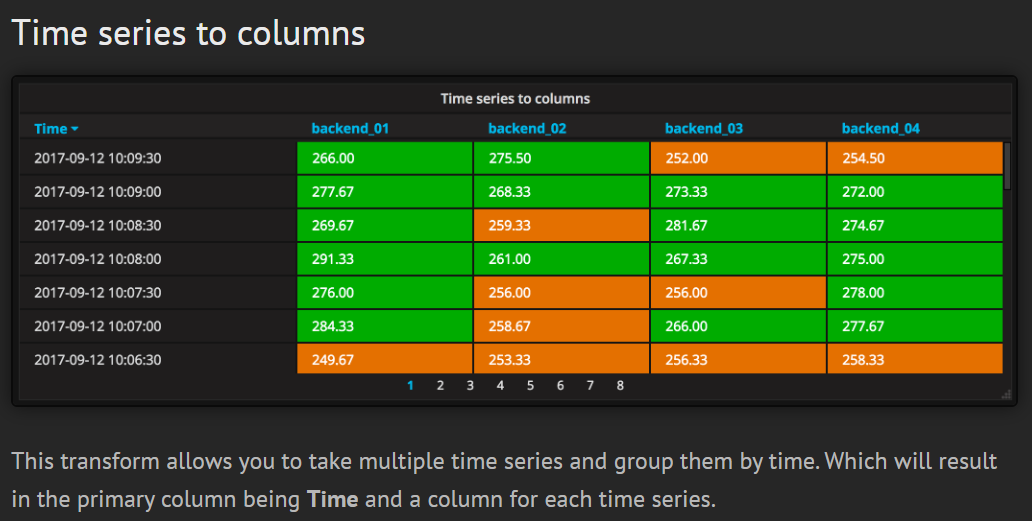 Time series to columns
Time series to columns
Time backend_01 backend_02 backend_03 backend_04
2017-09-12 10:09:30 266.00 275.50 252.00 254.50
2017-09-12 10:09:00 277.67 268.33 273.33 272.00
2017-09-12 10:08:30 269.67 259.33 281.67 274.67
2017-09-12 10:08:00 291.33 261.00 267.33 275.00
2017-09-12 10:07:30 276.00 256.00 256.00 278.00
2017-09-12 10:07:00 284.33 258.67 266.00 277.67
2017-09-12 10:06:30 249.67 253.33 256.33 258.33
1 2 3 4 5 6 7 8
This transform allows you to take multiple time series and group them by time. Which will result
in the primary column being Time and a column for each time series.